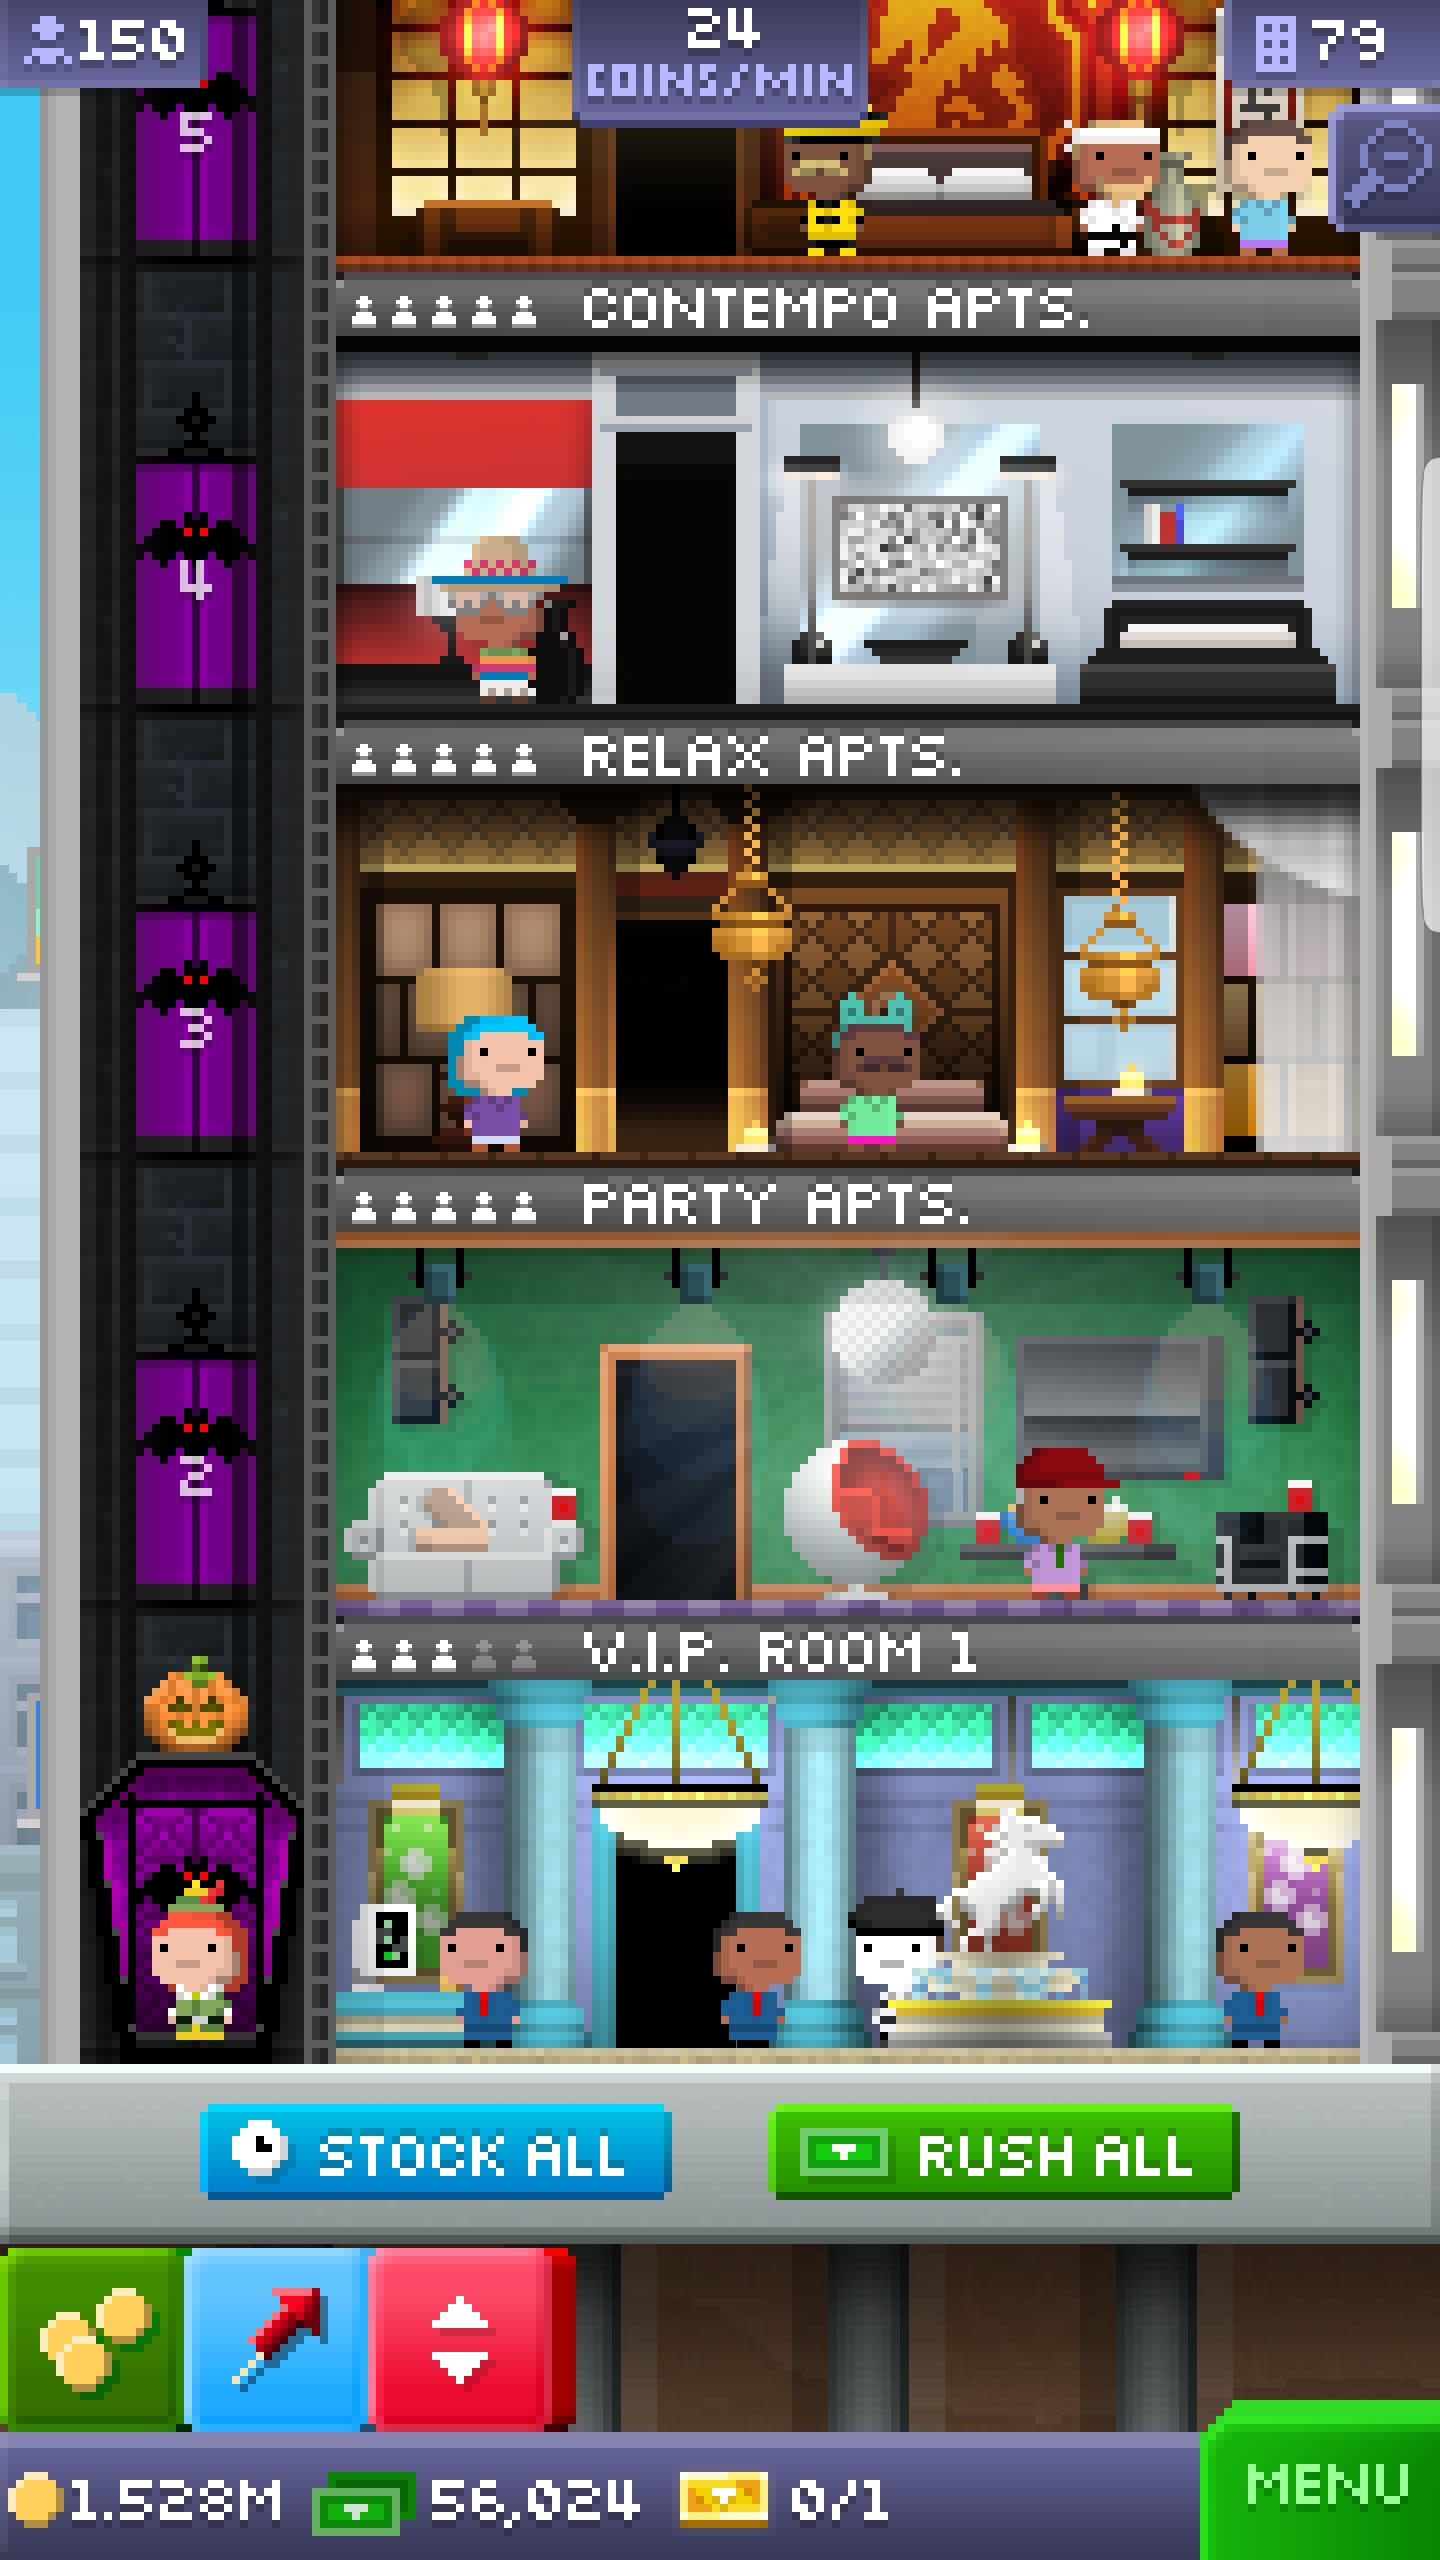 150
24
COINS/MIN
79
5
CONTEMPO APTS.
4
RELAX APTS.
3
PARTY APTS.
2
V.I.P. ROOM 1
STOCK ALL
RUSH ALL
1.528M
56,024
0/1
MENU